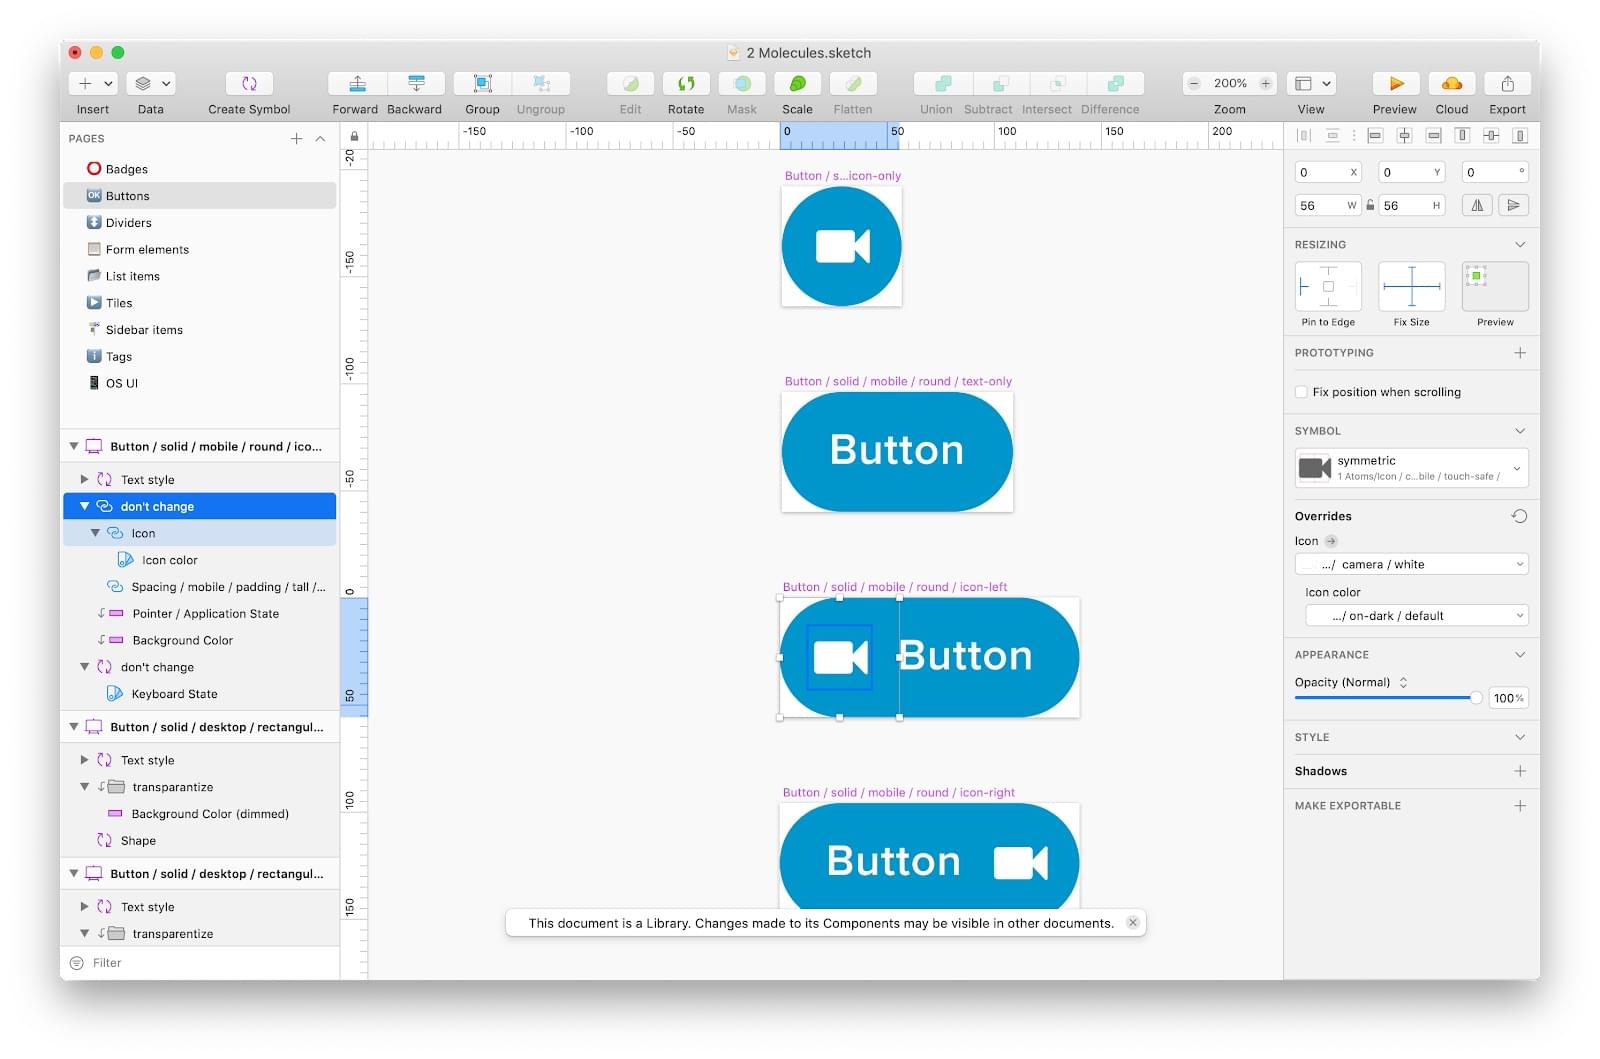 2 Molecules.sketch
Insert
Data
Create Symbol
Forward
Backward
Group
Ungroup
Edit
Rotate
Mask
Scale
Flatten
Union
Subtract
Intersect
Difference
200%
Zoom
View
Preview
Cloud
Export
PAGES
Badges
OK Buttons
Dividers
Form elements
List items
Tiles
Sidebar items
Tags
OS UI
Button / solid / mobile / round / ico...
Text style
don't change
Icon
Icon color
Spacing / mobile / padding / tall /...
Pointer / Application State
Background Color
don't change
Keyboard State
Button / solid / desktop / rectangul...
Text style
transparantize
Background Color (dimmed)
Shape
Button / solid / desktop / rectangul...
Text style
transparentize
Filter
-150
-100
-50
0
50
100
150
200
-20
-150
-100
-50
0
50
100
150
Button / s...icon-only
Button / solid / mobile / round / text-only
Button
Button / solid / mobile / round / icon-left
Button
Button / solid / mobile / round / icon-right
Button
This document is a Library. Changes made to its Components may be visible in other documents.
0 X
0 Y
0 °
56 W
56 H
RESIZING
Pin to Edge
Fix Size
Preview
PROTOTYPING
Fix position when scrolling
SYMBOL
symmetric
1 Atoms/Icon / c...bile / touch-safe /
Overrides
Icon
.../ camera / white
Icon color
.../ on-dark / default
APPEARANCE
Opacity (Normal)
100%
STYLE
Shadows
MAKE EXPORTABLE